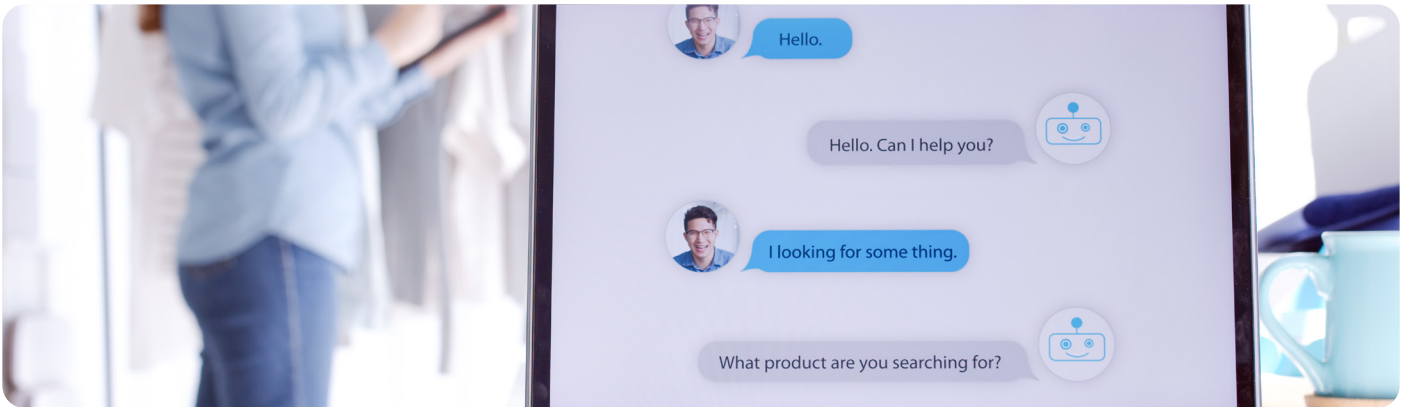 Hello.
Hello. Can I help you?
I looking for some thing.
What product are you searching for?